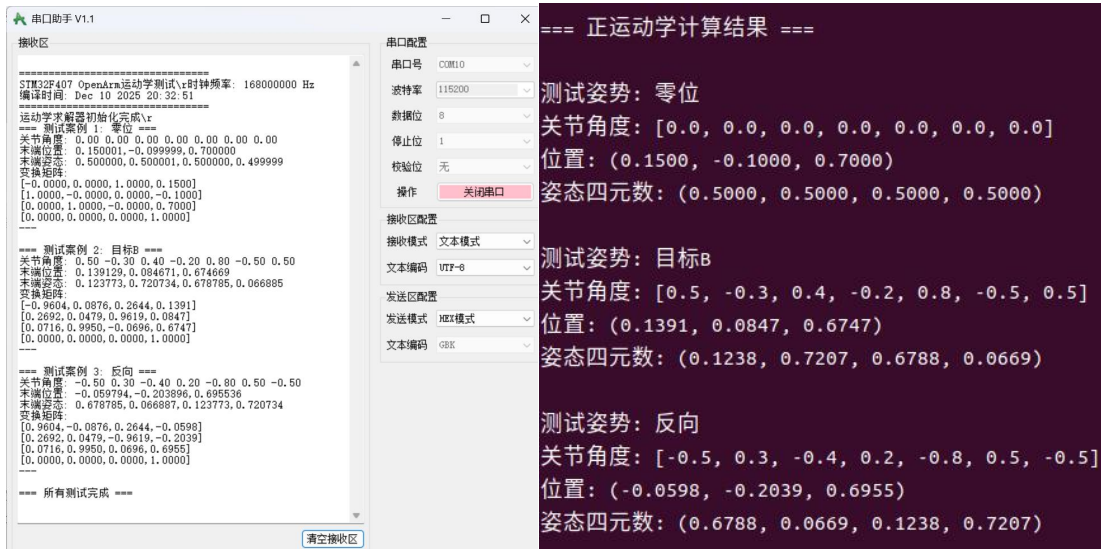 串口助手 V1.1
接收区
==================================
STM32F407 OpenArm运动学测试\r时钟频率: 168000000 Hz
编译时间: Dec 10 2025 20:32:51
==================================
运动学求解器初始化完成\r
=== 测试案例 1: 零位 ===
关节角度: 0.00 0.00 0.00 0.00 0.00 0.00 0.00
末端位置: 0.150001,-0.099999,0.700000
末端姿态: 0.500000,0.500001,0.500000,0.499999
变换矩阵:
[-0.0000,0.0000,1.0000,0.1500]
[1.0000,-0.0000,0.0000,-0.1000]
[0.0000,1.0000,-0.0000,0.7000]
[0.0000,0.0000,0.0000,1.0000]
---
=== 测试案例 2: 目标B ===
关节角度: 0.50 -0.30 0.40 -0.20 0.80 -0.50 0.50
末端位置: 0.139129,0.084671,0.674669
末端姿态: 0.123773,0.720734,0.678785,0.066885
变换矩阵:
[-0.9604,0.0876,0.2644,0.1391]
[0.2692,0.0479,0.9619,0.0847]
[0.0716,0.9950,-0.0696,0.6747]
[0.0000,0.0000,0.0000,1.0000]
---
=== 测试案例 3: 反向 ===
关节角度: -0.50 0.30 -0.40 0.20 -0.80 0.50 -0.50
末端位置: -0.059794,-0.203896,0.695536
末端姿态: 0.678785,0.066887,0.123773,0.720734
变换矩阵:
[0.9604,-0.0876,0.2644,-0.0598]
[0.2692,0.0479,-0.9619,-0.2039]
[0.0716,0.9950,0.0696,0.6955]
[0.0000,0.0000,0.0000,1.0000]
---
=== 所有测试完成 ===
清空接收区
串口配置
串口号 COM10
波特率 115200
数据位 8
停止位 1
校验位 无
操作 关闭串口
接收区配置
接收模式 文本模式
文本编码 UTF-8
发送区配置
发送模式 HEX模式
文本编码 GBK
=== 正运动学计算结果 ===
测试姿势: 零位
关节角度: [0.0, 0.0, 0.0, 0.0, 0.0, 0.0, 0.0]
位置: (0.1500, -0.1000, 0.7000)
姿态四元数: (0.5000, 0.5000, 0.5000, 0.5000)
测试姿势: 目标B
关节角度: [0.5, -0.3, 0.4, -0.2, 0.8, -0.5, 0.5]
位置: (0.1391, 0.0847, 0.6747)
姿态四元数: (0.1238, 0.7207, 0.6788, 0.0669)
测试姿势: 反向
关节角度: [-0.5, 0.3, -0.4, 0.2, -0.8, 0.5, -0.5]
位置: (-0.0598, -0.2039, 0.6955)
姿态四元数: (0.6788, 0.0669, 0.1238, 0.7207)